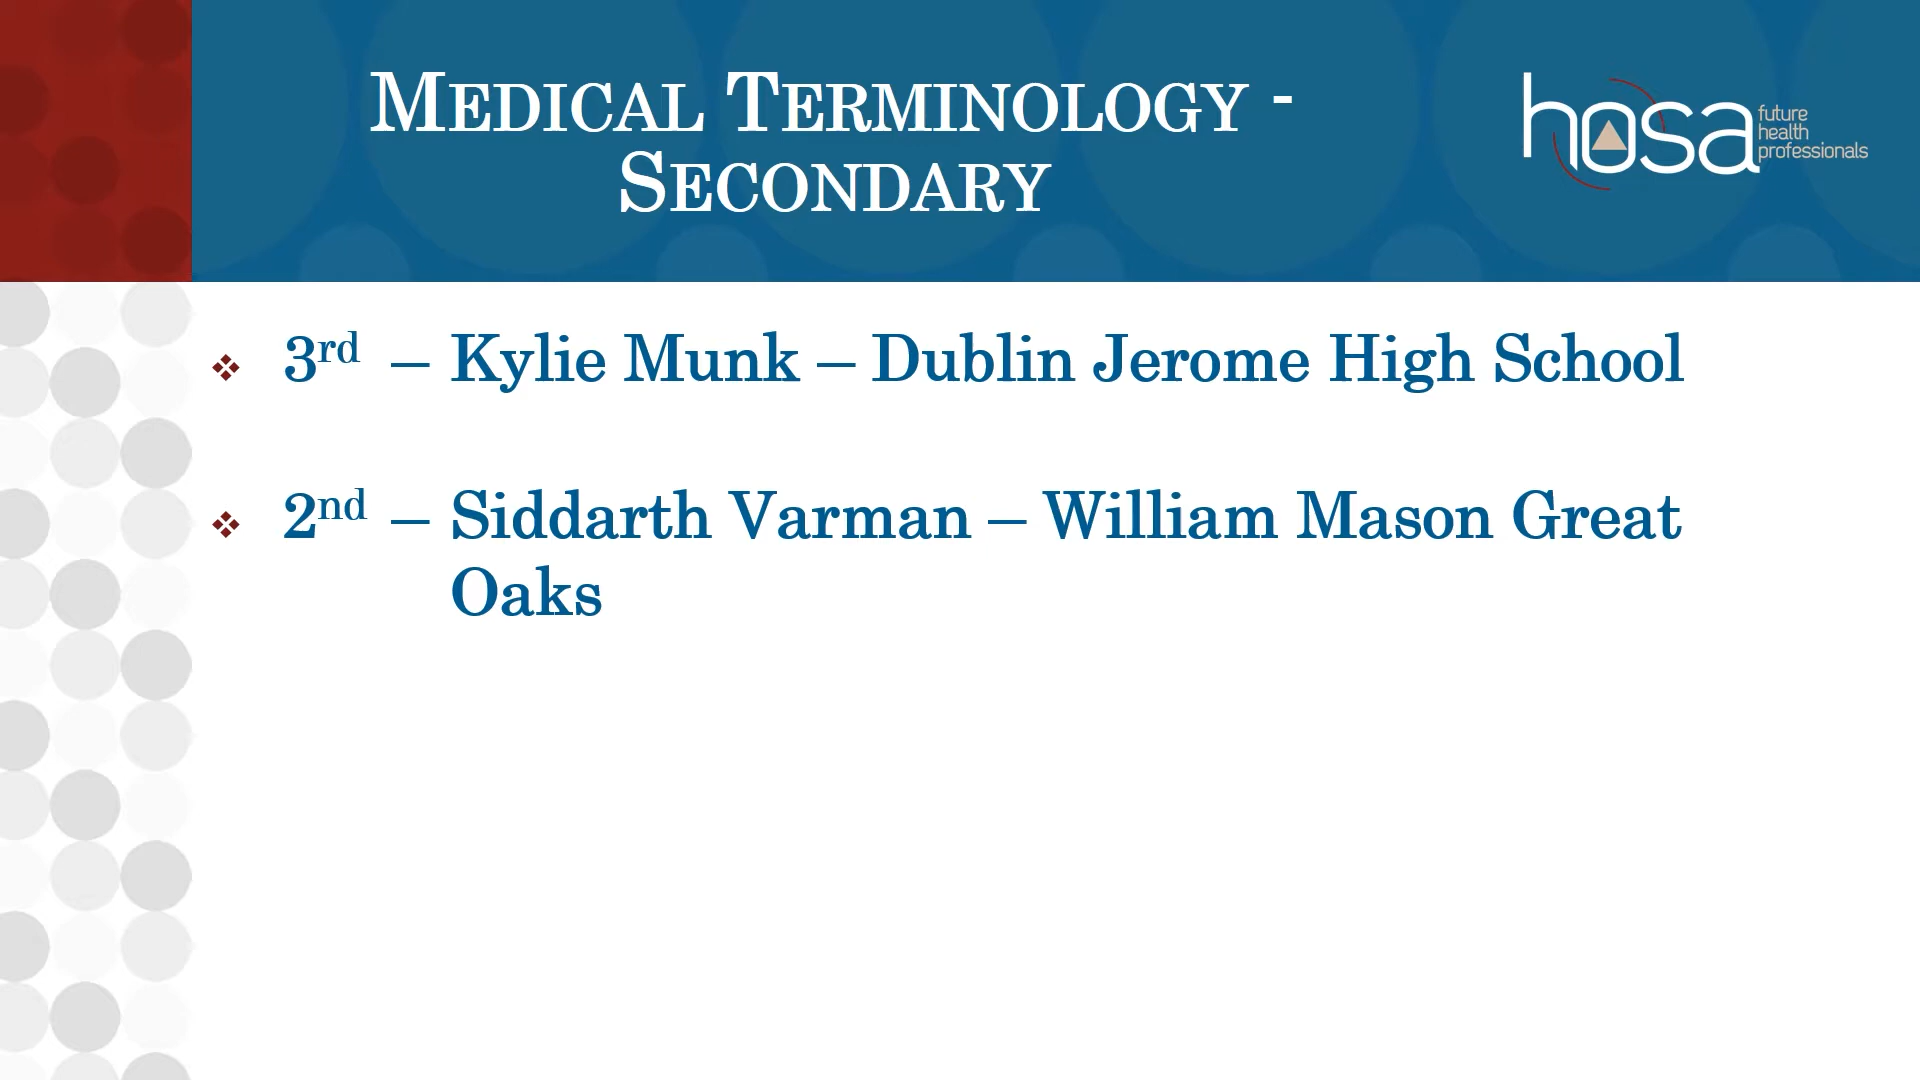 MEDICAL TERMINOLOGY -
SECONDARY
hosa
future
health
professionals
3rd – Kylie Munk – Dublin Jerome High School
2nd – Siddarth Varman – William Mason Great
Oaks